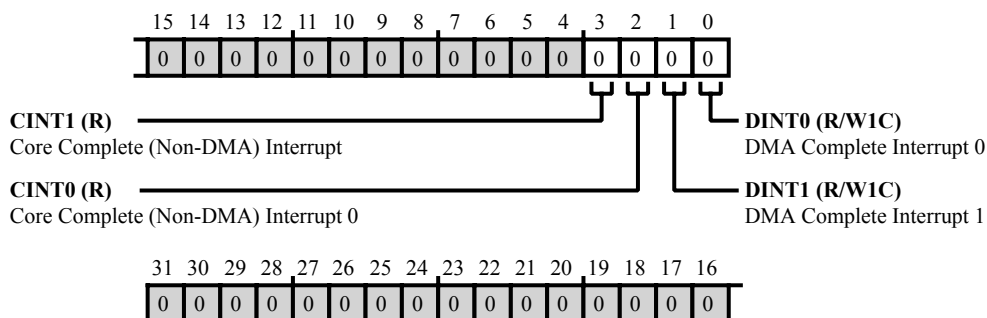 15 14 13 12 11 10 9 8 7 6 5 4 3 2 1 0
0 0 0 0 0 0 0 0 0 0 0 0 0 0 0 0
CINT1 (R)
Core Complete (Non-DMA) Interrupt
DINT0 (R/W1C)
DMA Complete Interrupt 0
CINT0 (R)
Core Complete (Non-DMA) Interrupt 0
DINT1 (R/W1C)
DMA Complete Interrupt 1
31 30 29 28 27 26 25 24 23 22 21 20 19 18 17 16
0 0 0 0 0 0 0 0 0 0 0 0 0 0 0 0